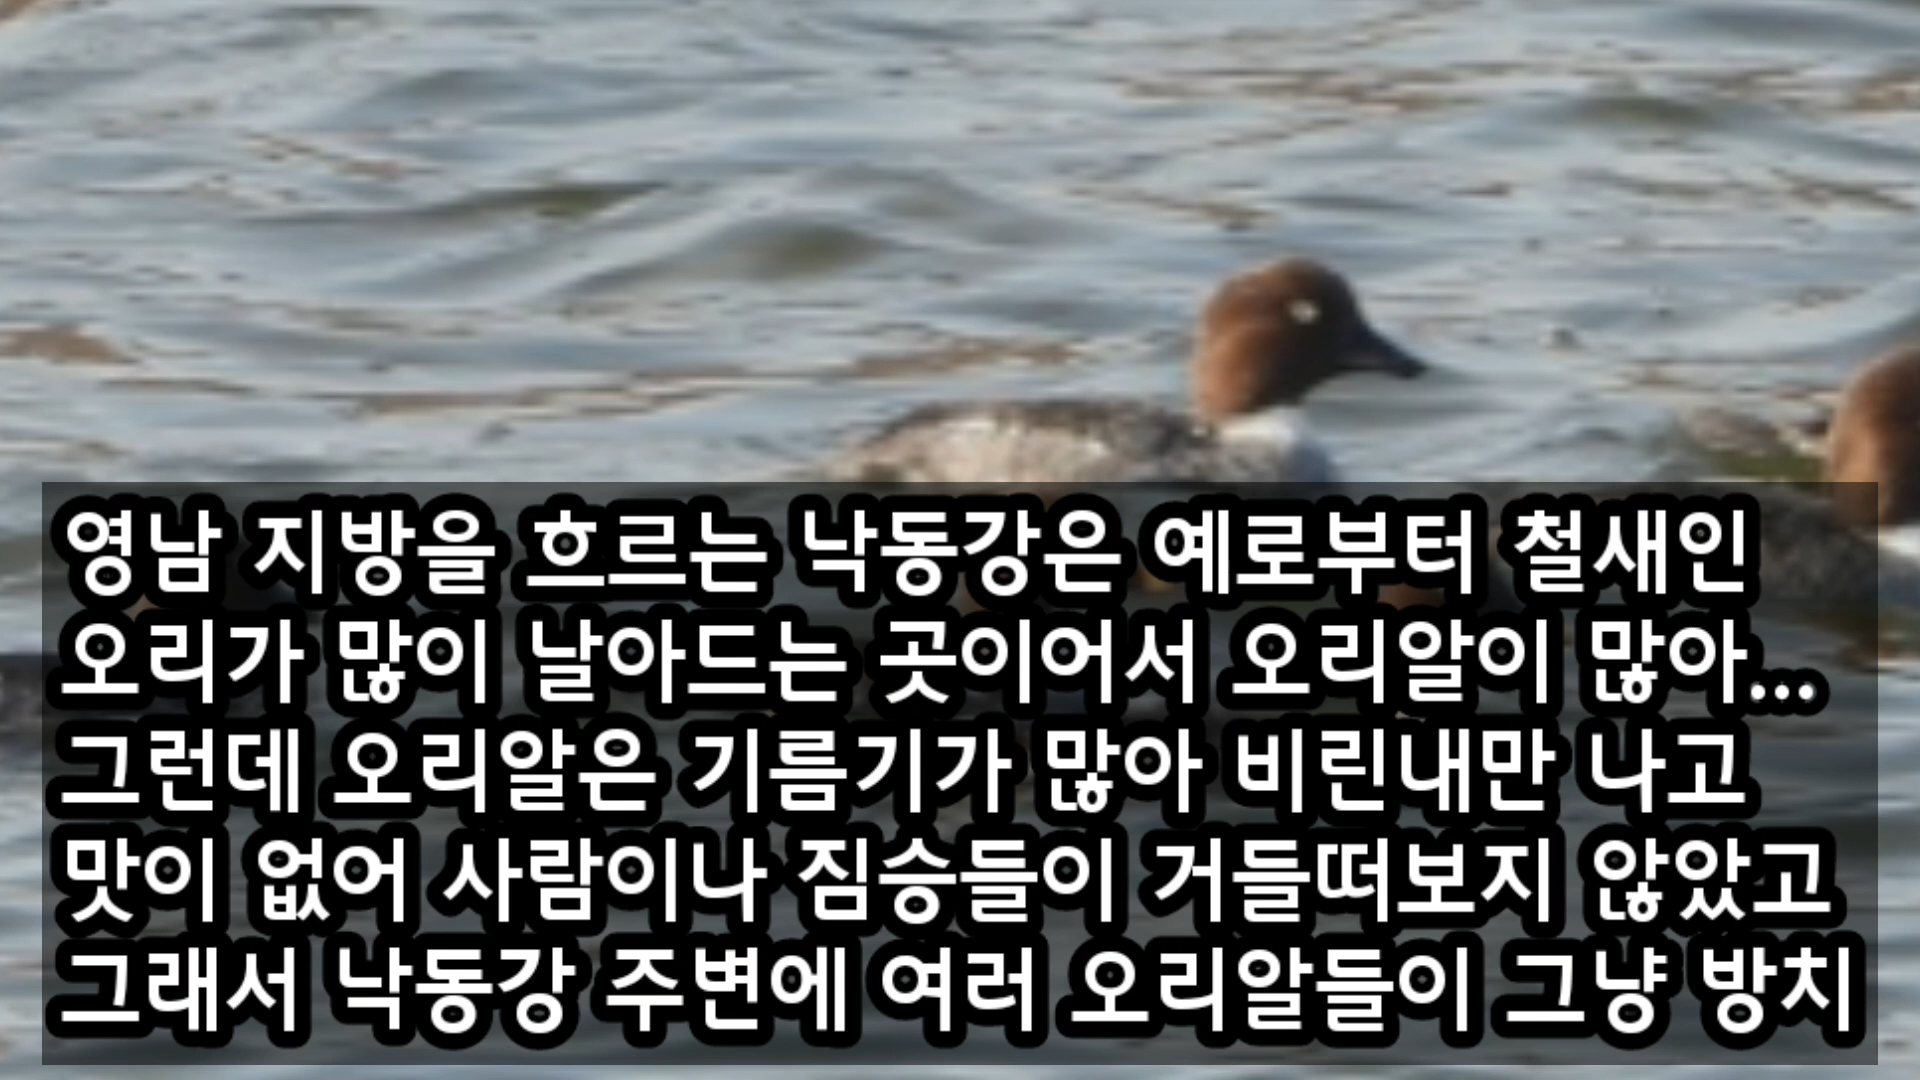 영남 지방을 흐르는 낙동강은 예로부터 철새인
오리가 많이 날아드는 곳이어서 오리알이 많아...
그런데 오리알은 기름기가 많아 비린내만 나고
맛이 없어 사람이나 짐승들이 거들떠보지 않았고
그래서 낙동강 주변에 여러 오리알들이 그냥 방치